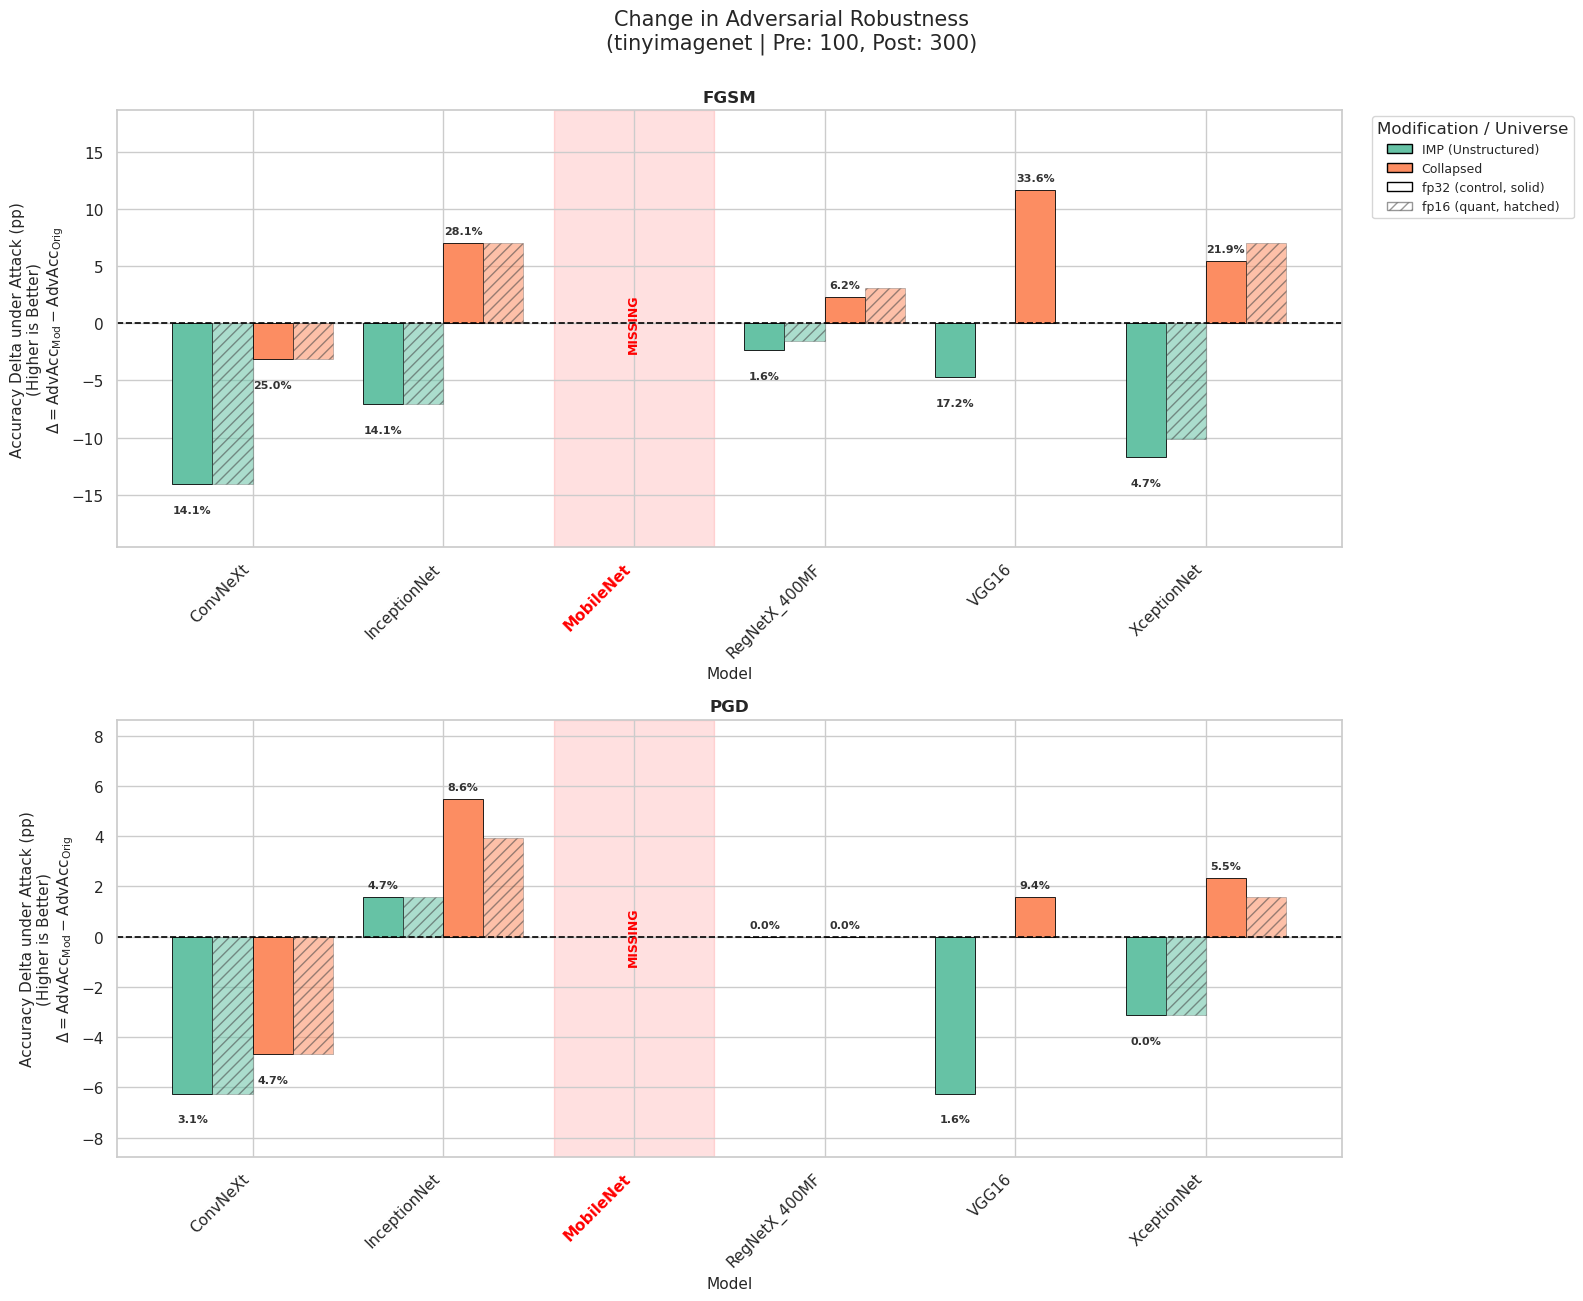 Change in Adversarial Robustness
(tinyimagenet | Pre: 100, Post: 300)
FGSM
Accuracy Delta under Attack (pp)
(Higher is Better)
Δ = AdvAcc_Mod − AdvAcc_Orig
15
10
5
0
−5
−10
−15
14.1%
25.0%
14.1%
28.1%
MISSING
1.6%
6.2%
17.2%
33.6%
4.7%
21.9%
ConvNeXt
InceptionNet
MobileNet
RegNetX_400MF
VGG16
XceptionNet
Model
Modification / Universe
IMP (Unstructured)
Collapsed
fp32 (control, solid)
fp16 (quant, hatched)
PGD
Accuracy Delta under Attack (pp)
(Higher is Better)
Δ = AdvAcc_Mod − AdvAcc_Orig
8
6
4
2
0
−2
−4
−6
−8
3.1%
4.7%
4.7%
8.6%
MISSING
0.0%
0.0%
1.6%
9.4%
0.0%
5.5%
ConvNeXt
InceptionNet
MobileNet
RegNetX_400MF
VGG16
XceptionNet
Model